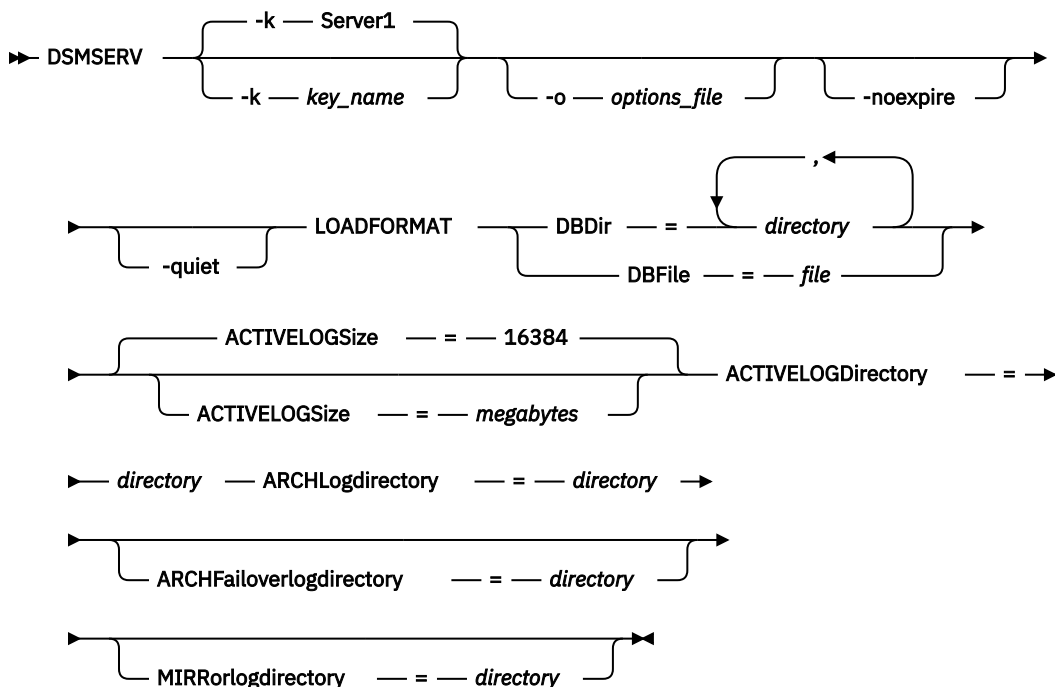 -k — Server1
DSMSERV
-k — key_name
-o — options_file
-noexpire
,
-quiet
LOADFORMAT
DBDir — = — directory
DBFile — = — file
ACTIVELOGSize — = — 16384
ACTIVELOGSize — = — megabytes
ACTIVELOGDirectory — =
directory — ARCHLogdirectory — = — directory
ARCHFailoverlogdirectory — = — directory
MIRRorlogdirectory — = — directory